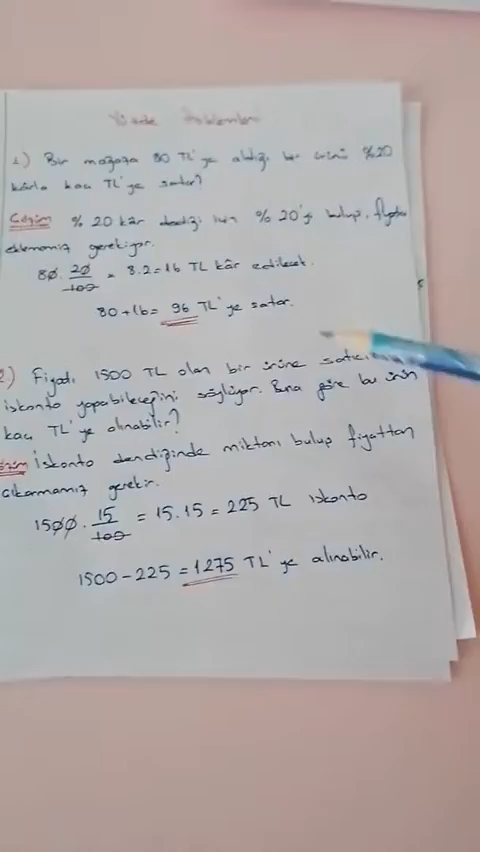 Yüzde Problemleri
1.) Bir mağaza 80 TL'ye aldığı bir ürünü %20
kârla kaç TL'ye satar?
Çözüm % 20 kâr dendiği için % 20'yi bulup, fiyata
eklememiz gerekiyor.
80 . 20/100 = 8.2=16 TL kâr edilecek.
80+16= 96 TL'ye satar.
2.) Fiyatı 1500 TL olan bir ürüne satıcı
iskonto yapabileceğini söylüyor. Buna göre bu ürün
kaç TL'ye alınabilir?
Çözüm İskonto dendiğinde miktarı bulup fiyattan
çıkarmamız gerekir.
1500 . 15/100 = 15.15 = 225 TL iskonto
1500-225 = 1275 TL'ye alınabilir.